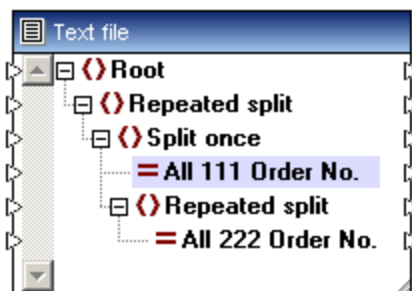 Text file
Root
Repeated split
Split once
All 111 Order No.
Repeated split
All 222 Order No.